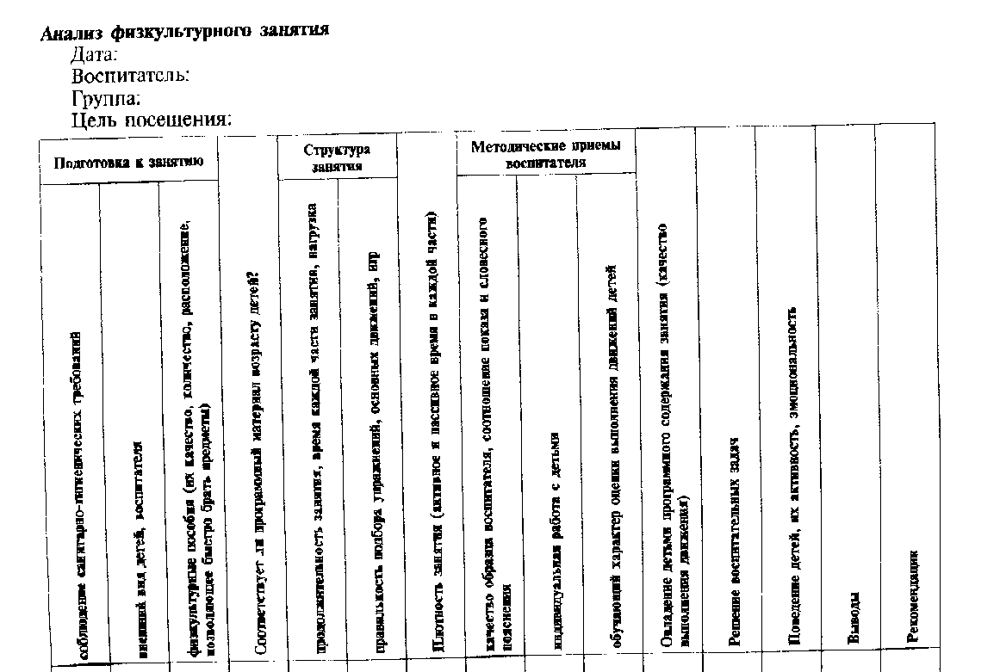 Анализ физкультурного занятия
Дата:
Воспитатель:
Группа:
Цель посещения:
Подготовка к занятию
Структура
занятия
Методические приемы
воспитателя
соблюдение санитарно-гигиенических требований
внешний вид детей, воспитателя
физкультурные пособия (их качество, количество, расположение,
позволяющее быстро брать предметы)
Соответствует ли программный материал возрасту детей?
продолжительность занятия, время каждой части занятия, нагрузка
правильность подбора упражнений, основных движений, игр
Плотность занятия (активное и пассивное время в каждой части)
качество образца воспитателя, соотношение показа и словесного
пояснения
индивидуальная работа с детьми
обучающий характер оценки выполнения движений детей
Овладение детьми программного содержания занятия (качество
выполнения движения)
Решение воспитательных задач
Поведение детей, их активность, эмоциональность
Выводы
Рекомендации